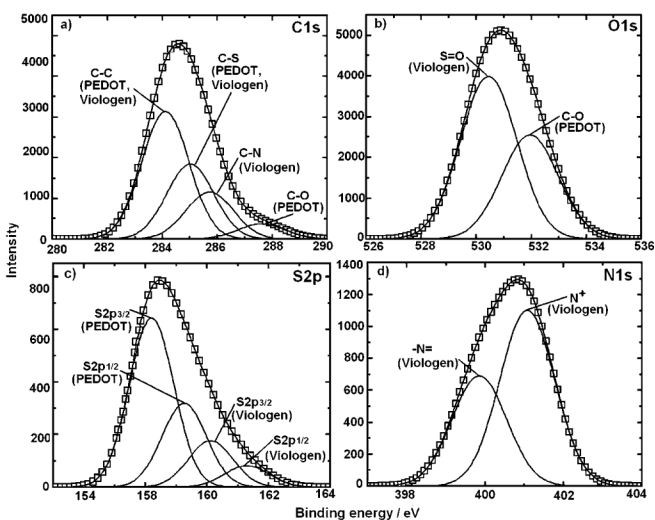 a)
C1s
5000
4000
3000
2000
1000
0
C-C
(PEDOT,
Viologen)
C-S
(PEDOT,
Viologen)
C-N
(Viologen)
C-O
(PEDOT)
280 282 284 286 288 290
b)
O1s
5000
4000
3000
2000
1000
0
S=O
(Viologen)
C-O
(PEDOT)
526 528 530 532 534 536
Intensity
c)
S2p
800
600
400
200
0
S2p3/2
(PEDOT)
S2p1/2
(PEDOT)
S2p3/2
(Viologen)
S2p1/2
(Viologen)
154 158 160 162 164
d)
N1s
1300
1200
1000
800
600
400
200
0
N+
(Viologen)
-N=
(Viologen)
398 400 402 404
Binding energy / eV